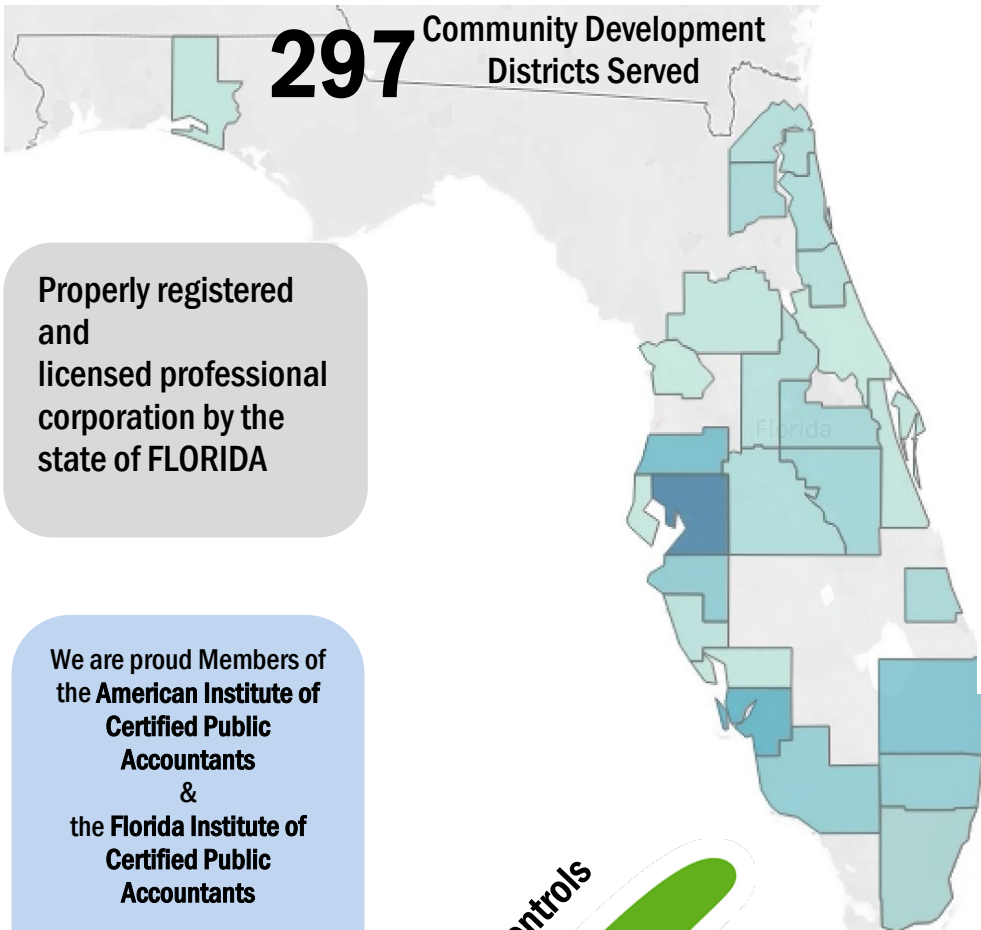 297
Community Development
Districts Served
Properly registered
and
licensed professional
corporation by the
state of FLORIDA
Florida
We are proud Members of
the American Institute of
Certified Public
Accountants
&
the Florida Institute of
Certified Public
Accountants